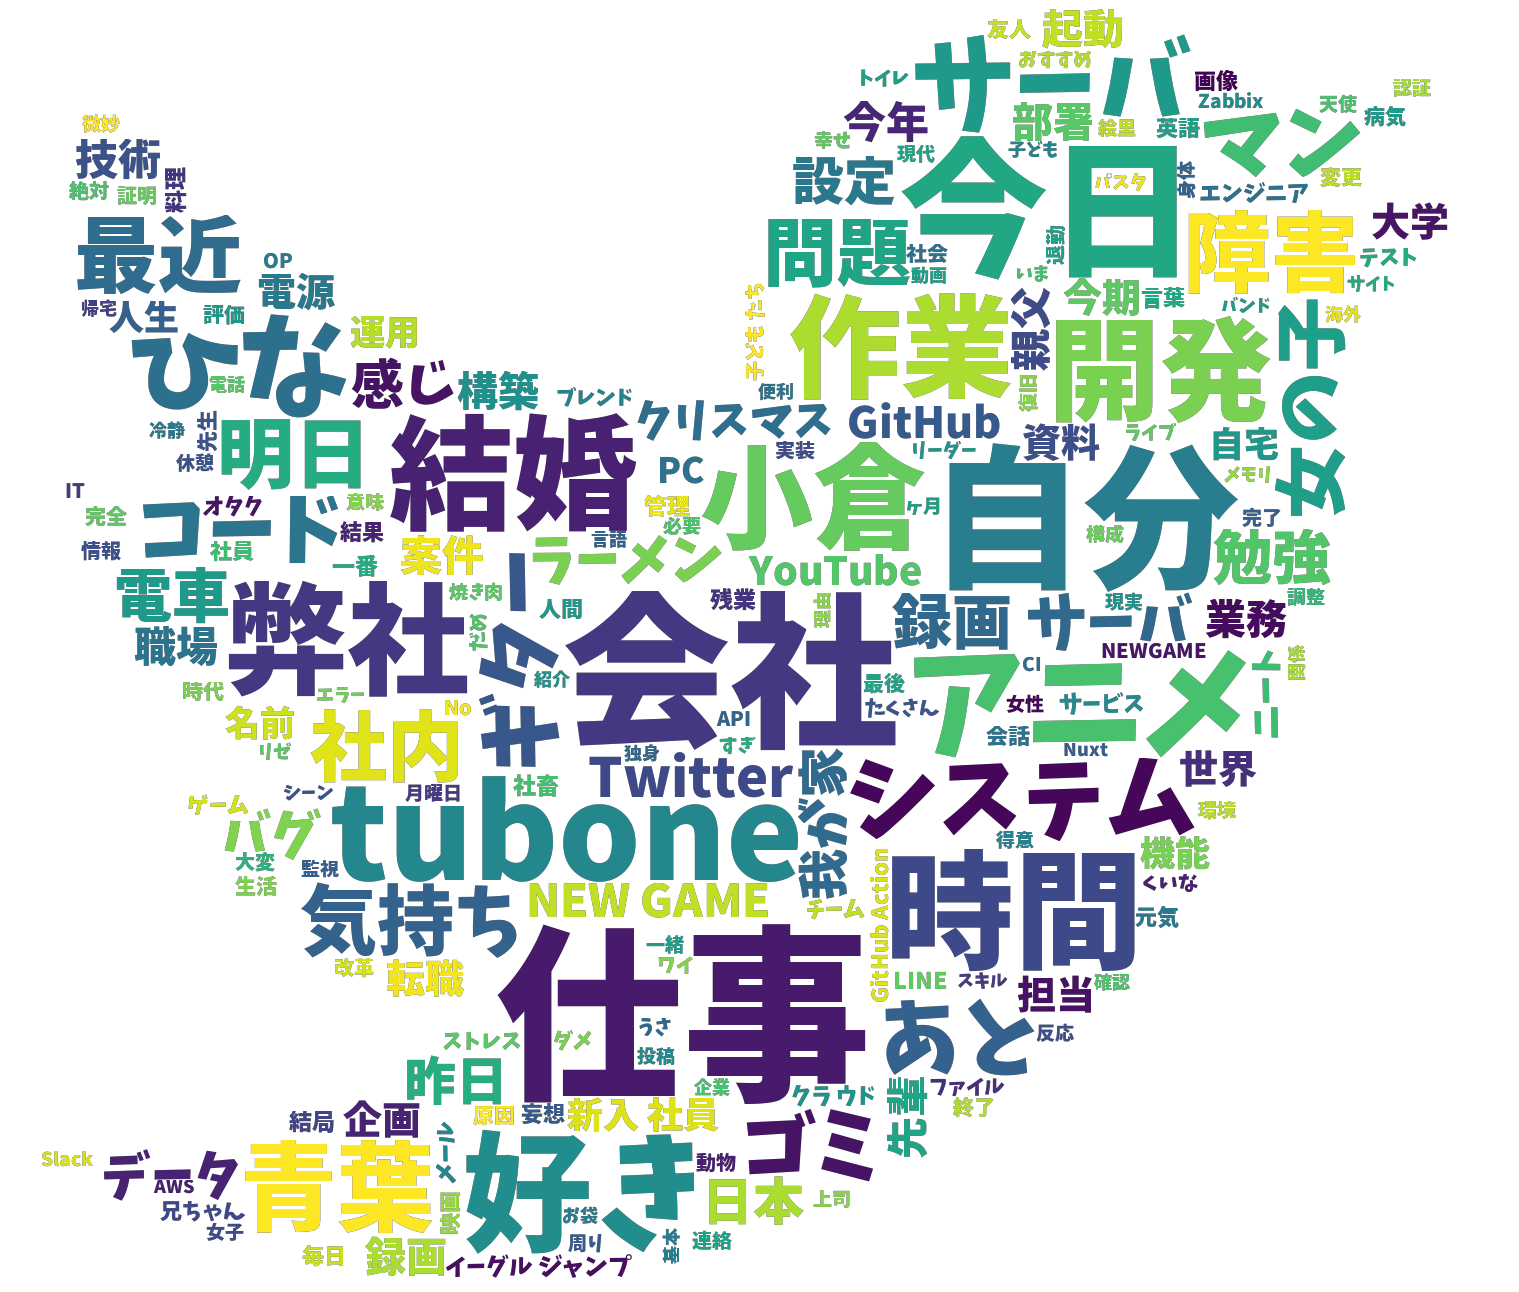 友人
起動
サーバ
おすすめ
トイレ
画像
Zabbix
認証
微妙
今年
部署
絵里
英語
マン
天使
病気
技術
幸せ
現代
子ども
絶対
証明
料理
設定
今日
パスタ
身体
エンジニア
変更
最近
問題
社会
動画
退勤
障害
大学
テスト
OP
電源
いま
今期
言葉
サイト
帰宅
人生
評価
運用
子どもたち
作業
親父
開発
バンド
海外
女の子
ひな
電話
感じ
構築
ブレンド
便利
復旧
クリスマス
GitHub
資料
ライブ
自宅
冷静
先生
休憩
明日
結婚
PC
実装
小倉
リーダー
自分
メモリ
IT
完全
情報
コード
オタク
社員
意味
結果
一番
案件
ラーメン
言語
管理
必要
ヶ月
構成
完了
勉強
YouTube
電車
職場
弊社
焼き肉
だめ
ギター
人間
残業
会社
理由
録画
サーバ
現実
業務
調整
NEWGAME
時代
エラー
紹介
最後
アニメ
CI
ニート
関係
名前
リゼ
社内
No
API
すぎ
たくさん
女性
サービス
会話
Nuxt
独身
Twitter
我が家
システム
世界
シーン
月曜日
社畜
ゲーム
バグ
tubone
環境
大変
生活
監視
得意
機能
気持ち
NEW GAME
チーム
GitHub Action
時間
くいな
元気
改革
転職
仕事
一緒
ワイ
LINE
スキル
担当
確認
ストレス
ダメ
うさ
投稿
あと
反応
昨日
企業
クラウド
先輩
ファイル
終了
結局
企画
原因
妄想
新入社員
ゴミ
Slack
データ
AWS
青葉
メール
好き
動物
兄ちゃん
女子
映画
お袋
日本
上司
毎日
録画
周り
基本
連絡
イーグルジャンプ